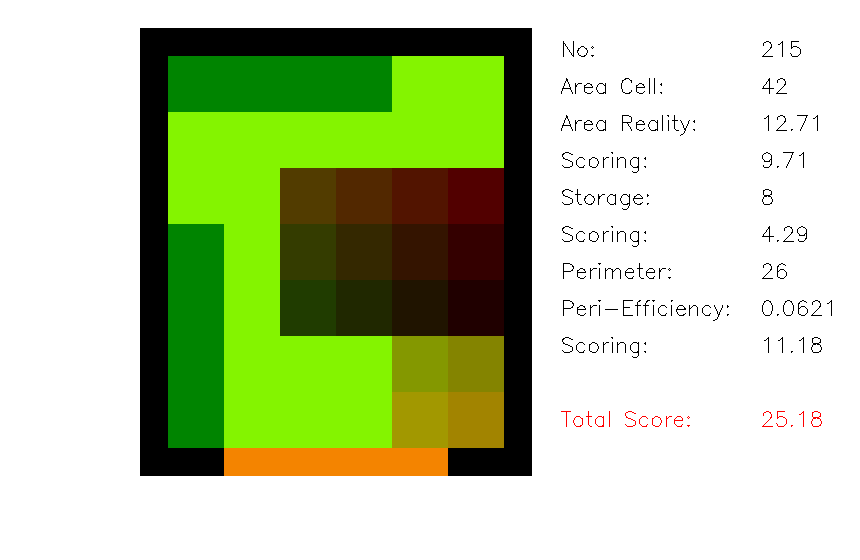 No: 215
Area Cell: 42
Area Reality: 12.71
Scoring: 9.71
Storage: 8
Scoring: 4.29
Perimeter: 26
Peri-Efficiency: 0.0621
Scoring: 11.18
Total Score: 25.18